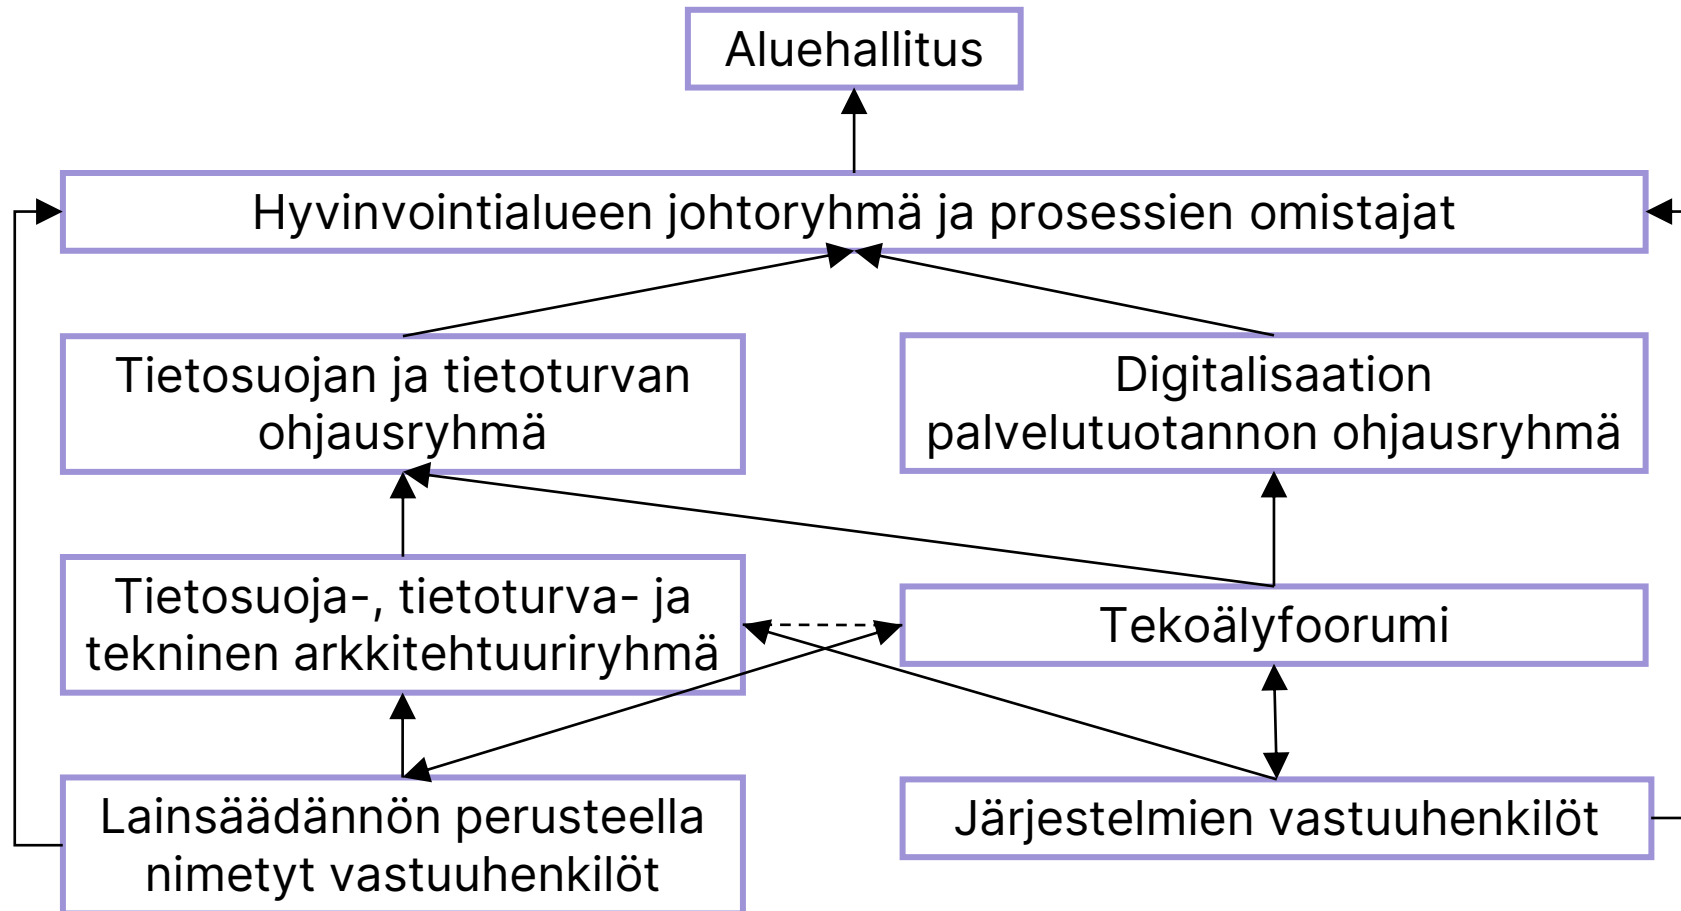 Aluehallitus
Hyvinvointialueen johtoryhmä ja prosessien omistajat
Tietosuojan ja tietoturvan
ohjausryhmä
Digitalisaation
palvelutuotannon ohjausryhmä
Tietosuoja-, tietoturva- ja
tekninen arkkitehtuuriryhmä
Tekoälyfoorumi
Lainsäädännön perusteella
nimetyt vastuuhenkilöt
Järjestelmien vastuuhenkilöt